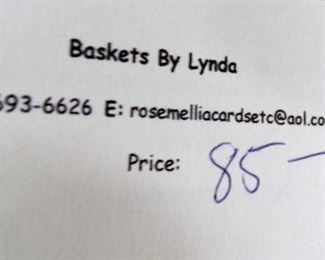 Baskets By Lynda
693-6626 E: rosemelliacardsetc@aol.co
Price: 85 —